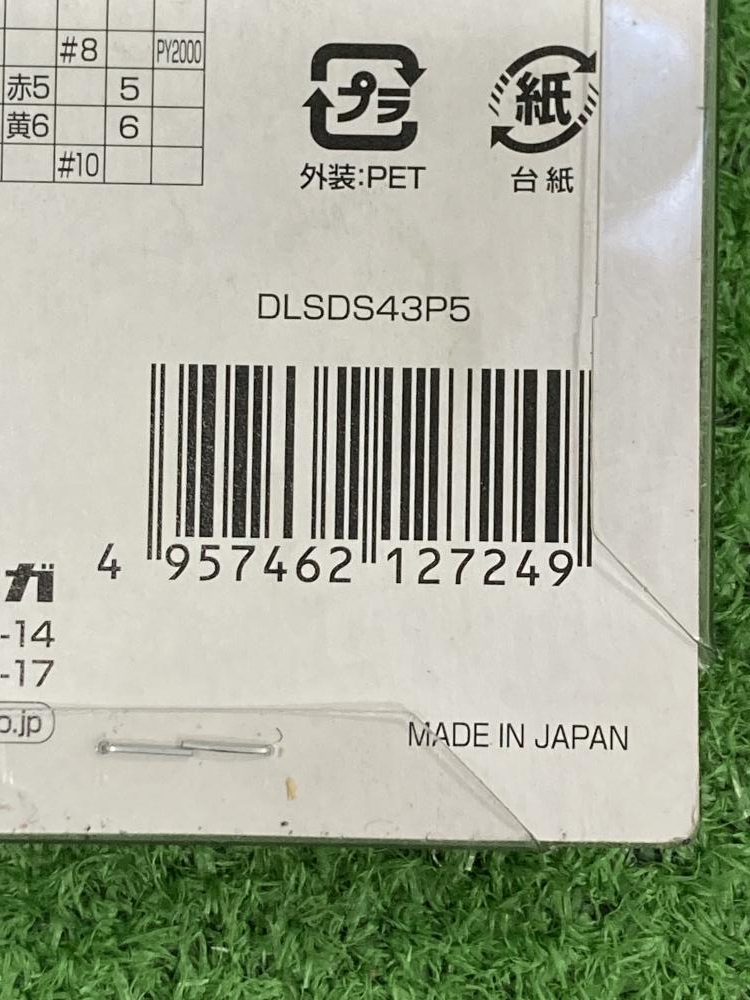 #8 PY2000
赤5 5
黄6 6
#10
プラ
外装:PET
紙
台紙
DLSDS43P5
4 957462 127249
ガ
-14
-17
o.jp
MADE IN JAPAN